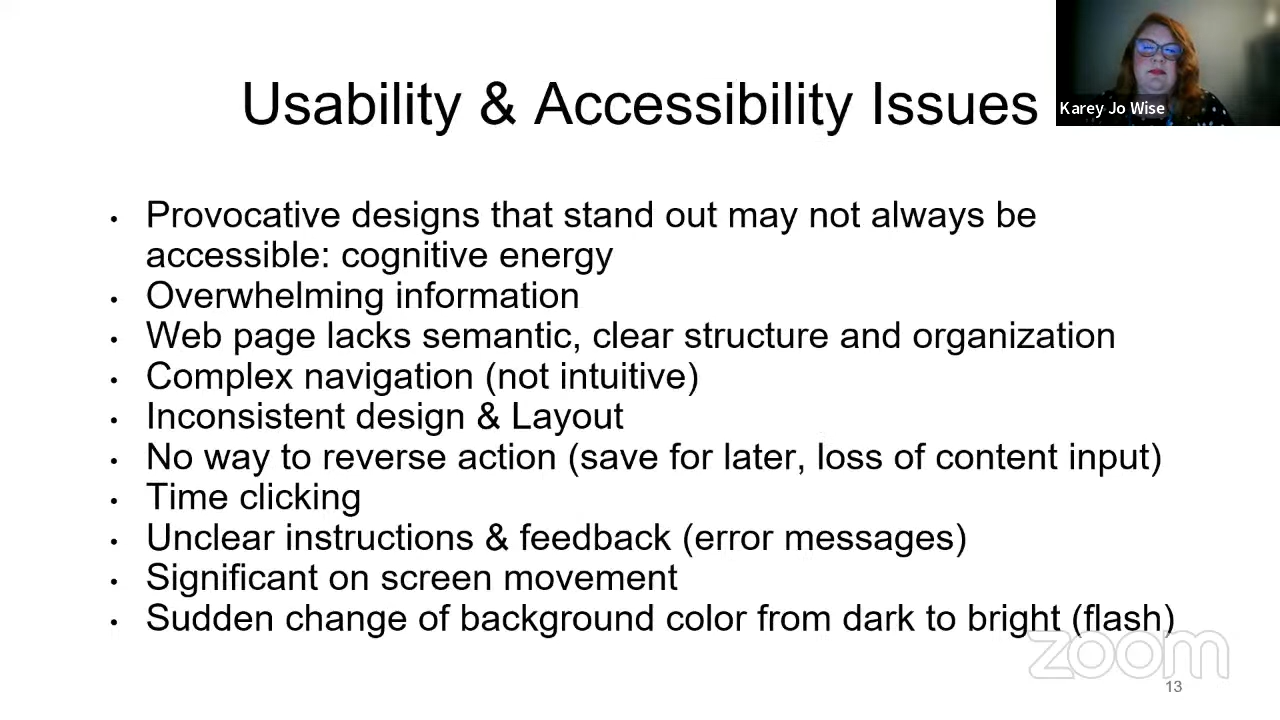 Usability & Accessibility Issues
Karey Jo Wise
• Provocative designs that stand out may not always be
accessible: cognitive energy
• Overwhelming information
• Web page lacks semantic, clear structure and organization
• Complex navigation (not intuitive)
• Inconsistent design & Layout
• No way to reverse action (save for later, loss of content input)
• Time clicking
• Unclear instructions & feedback (error messages)
• Significant on screen movement
• Sudden change of background color from dark to bright (flash)
zoom
13